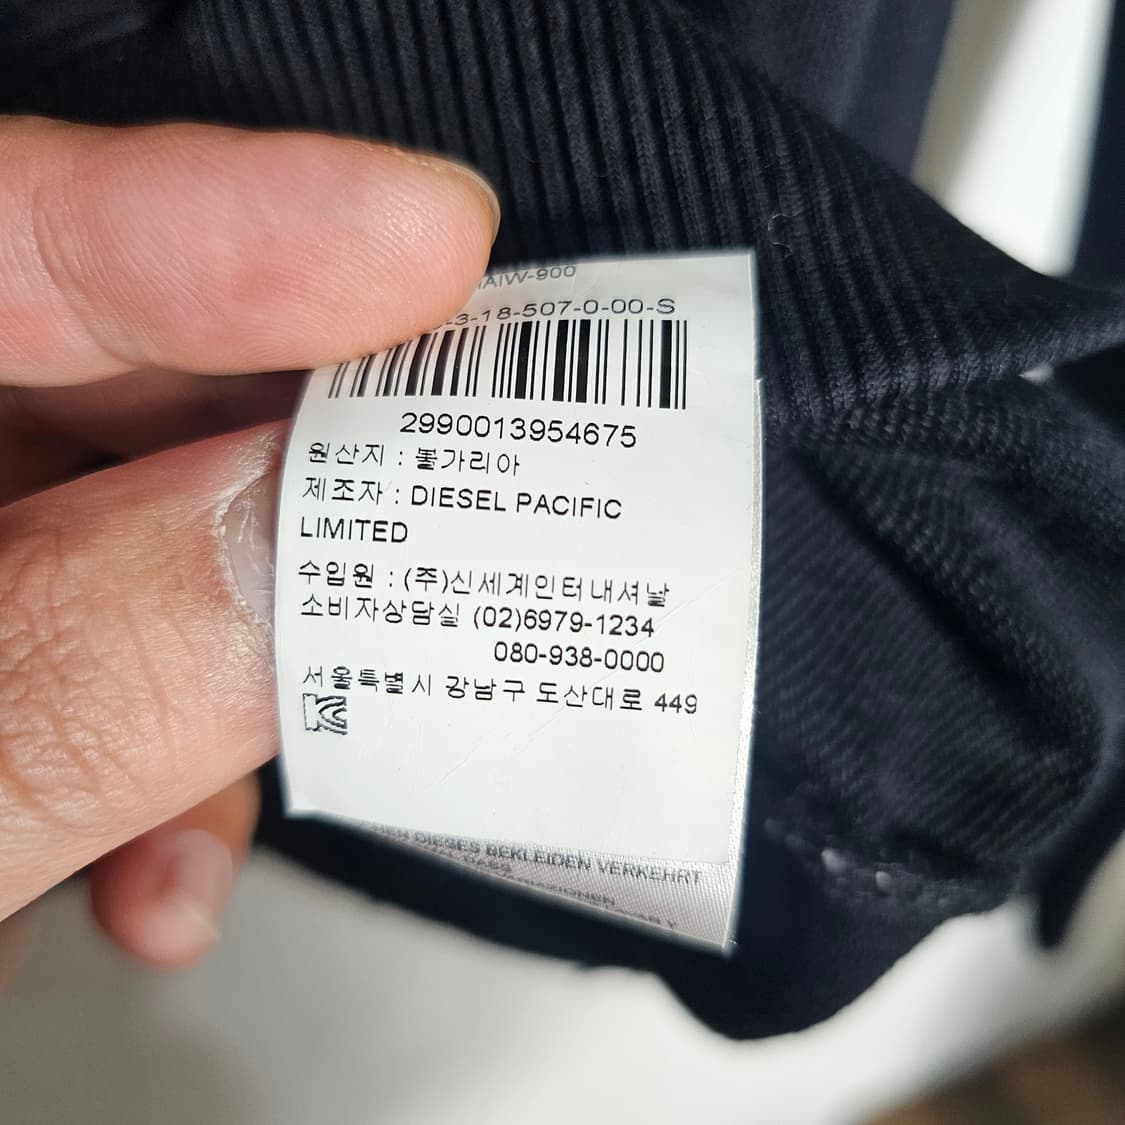 IAIW-900
-3-18-507-0-00-S
2990013954675
원산지 : 불가리아
제조자 : DIESEL PACIFIC
LIMITED
수입원 : (주)신세계인터내셔날
소비자상담실 (02)6979-1234
080-938-0000
서울특별시 강남구 도산대로 449
KC
DIESES BEKLEIDEN VERKEHRT